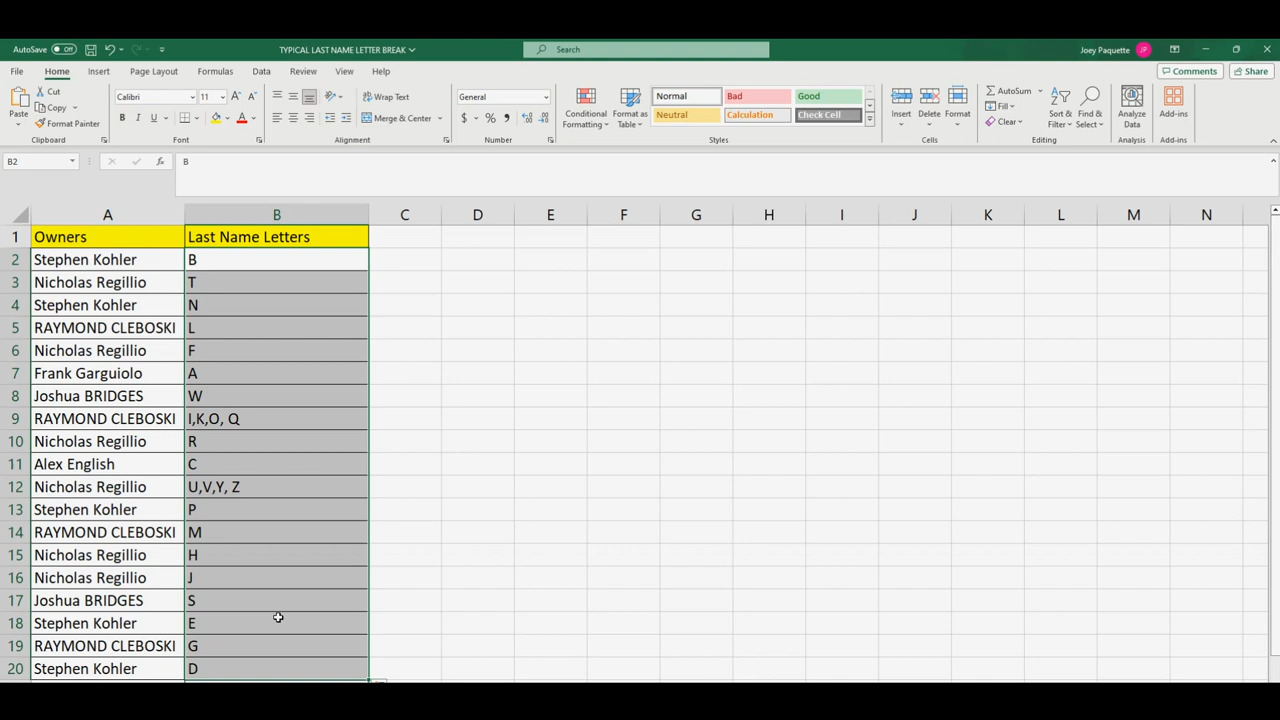 AutoSave Off TYPICAL LAST NAME LETTER BREAK Search Joey Paquette JP
File Home Insert Page Layout Formulas Data Review View Help Comments Share
Cut
Copy
Format Painter
Paste
Clipboard
Calibri 11
B I U
Font
Wrap Text
Merge & Center
Alignment
General
$ % 9
Number
Conditional Formatting
Format as Table
Normal Bad Good
Neutral Calculation Check Cell
Styles
Insert Delete Format
Cells
AutoSum
Fill
Clear
Sort & Filter
Find & Select
Editing
Analyze Data
Analysis
Add-ins
Add-ins
B2 fx B
A B C D E F G H I J K L M N
1 Owners Last Name Letters
2 Stephen Kohler B
3 Nicholas Regillio T
4 Stephen Kohler N
5 RAYMOND CLEBOSKI L
6 Nicholas Regillio F
7 Frank Garguiolo A
8 Joshua BRIDGES W
9 RAYMOND CLEBOSKI I,K,O, Q
10 Nicholas Regillio R
11 Alex English C
12 Nicholas Regillio U,V,Y, Z
13 Stephen Kohler P
14 RAYMOND CLEBOSKI M
15 Nicholas Regillio H
16 Nicholas Regillio J
17 Joshua BRIDGES S
18 Stephen Kohler E
19 RAYMOND CLEBOSKI G
20 Stephen Kohler D